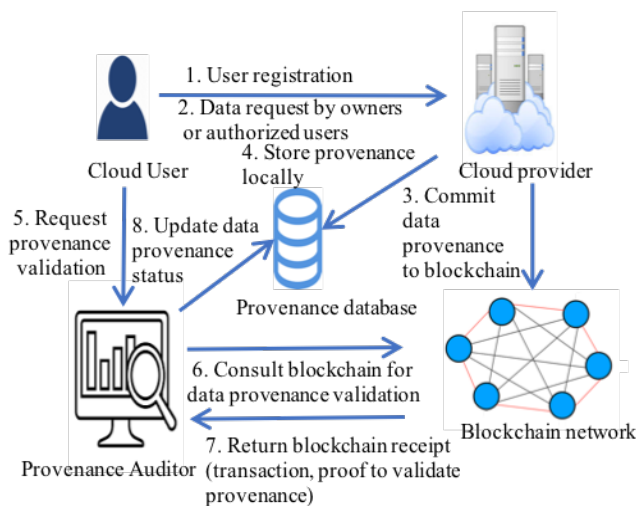 1. User registration
2. Data request by owners
or authorized users
Cloud User
Cloud provider
4. Store provenance
locally
3. Commit
data
provenance
to blockchain
5. Request
provenance
validation
8. Update data
provenance
status
Provenance database
6. Consult blockchain for
data provenance validation
Blockchain network
7. Return blockchain receipt
(transaction, proof to validate
provenance)
Provenance Auditor